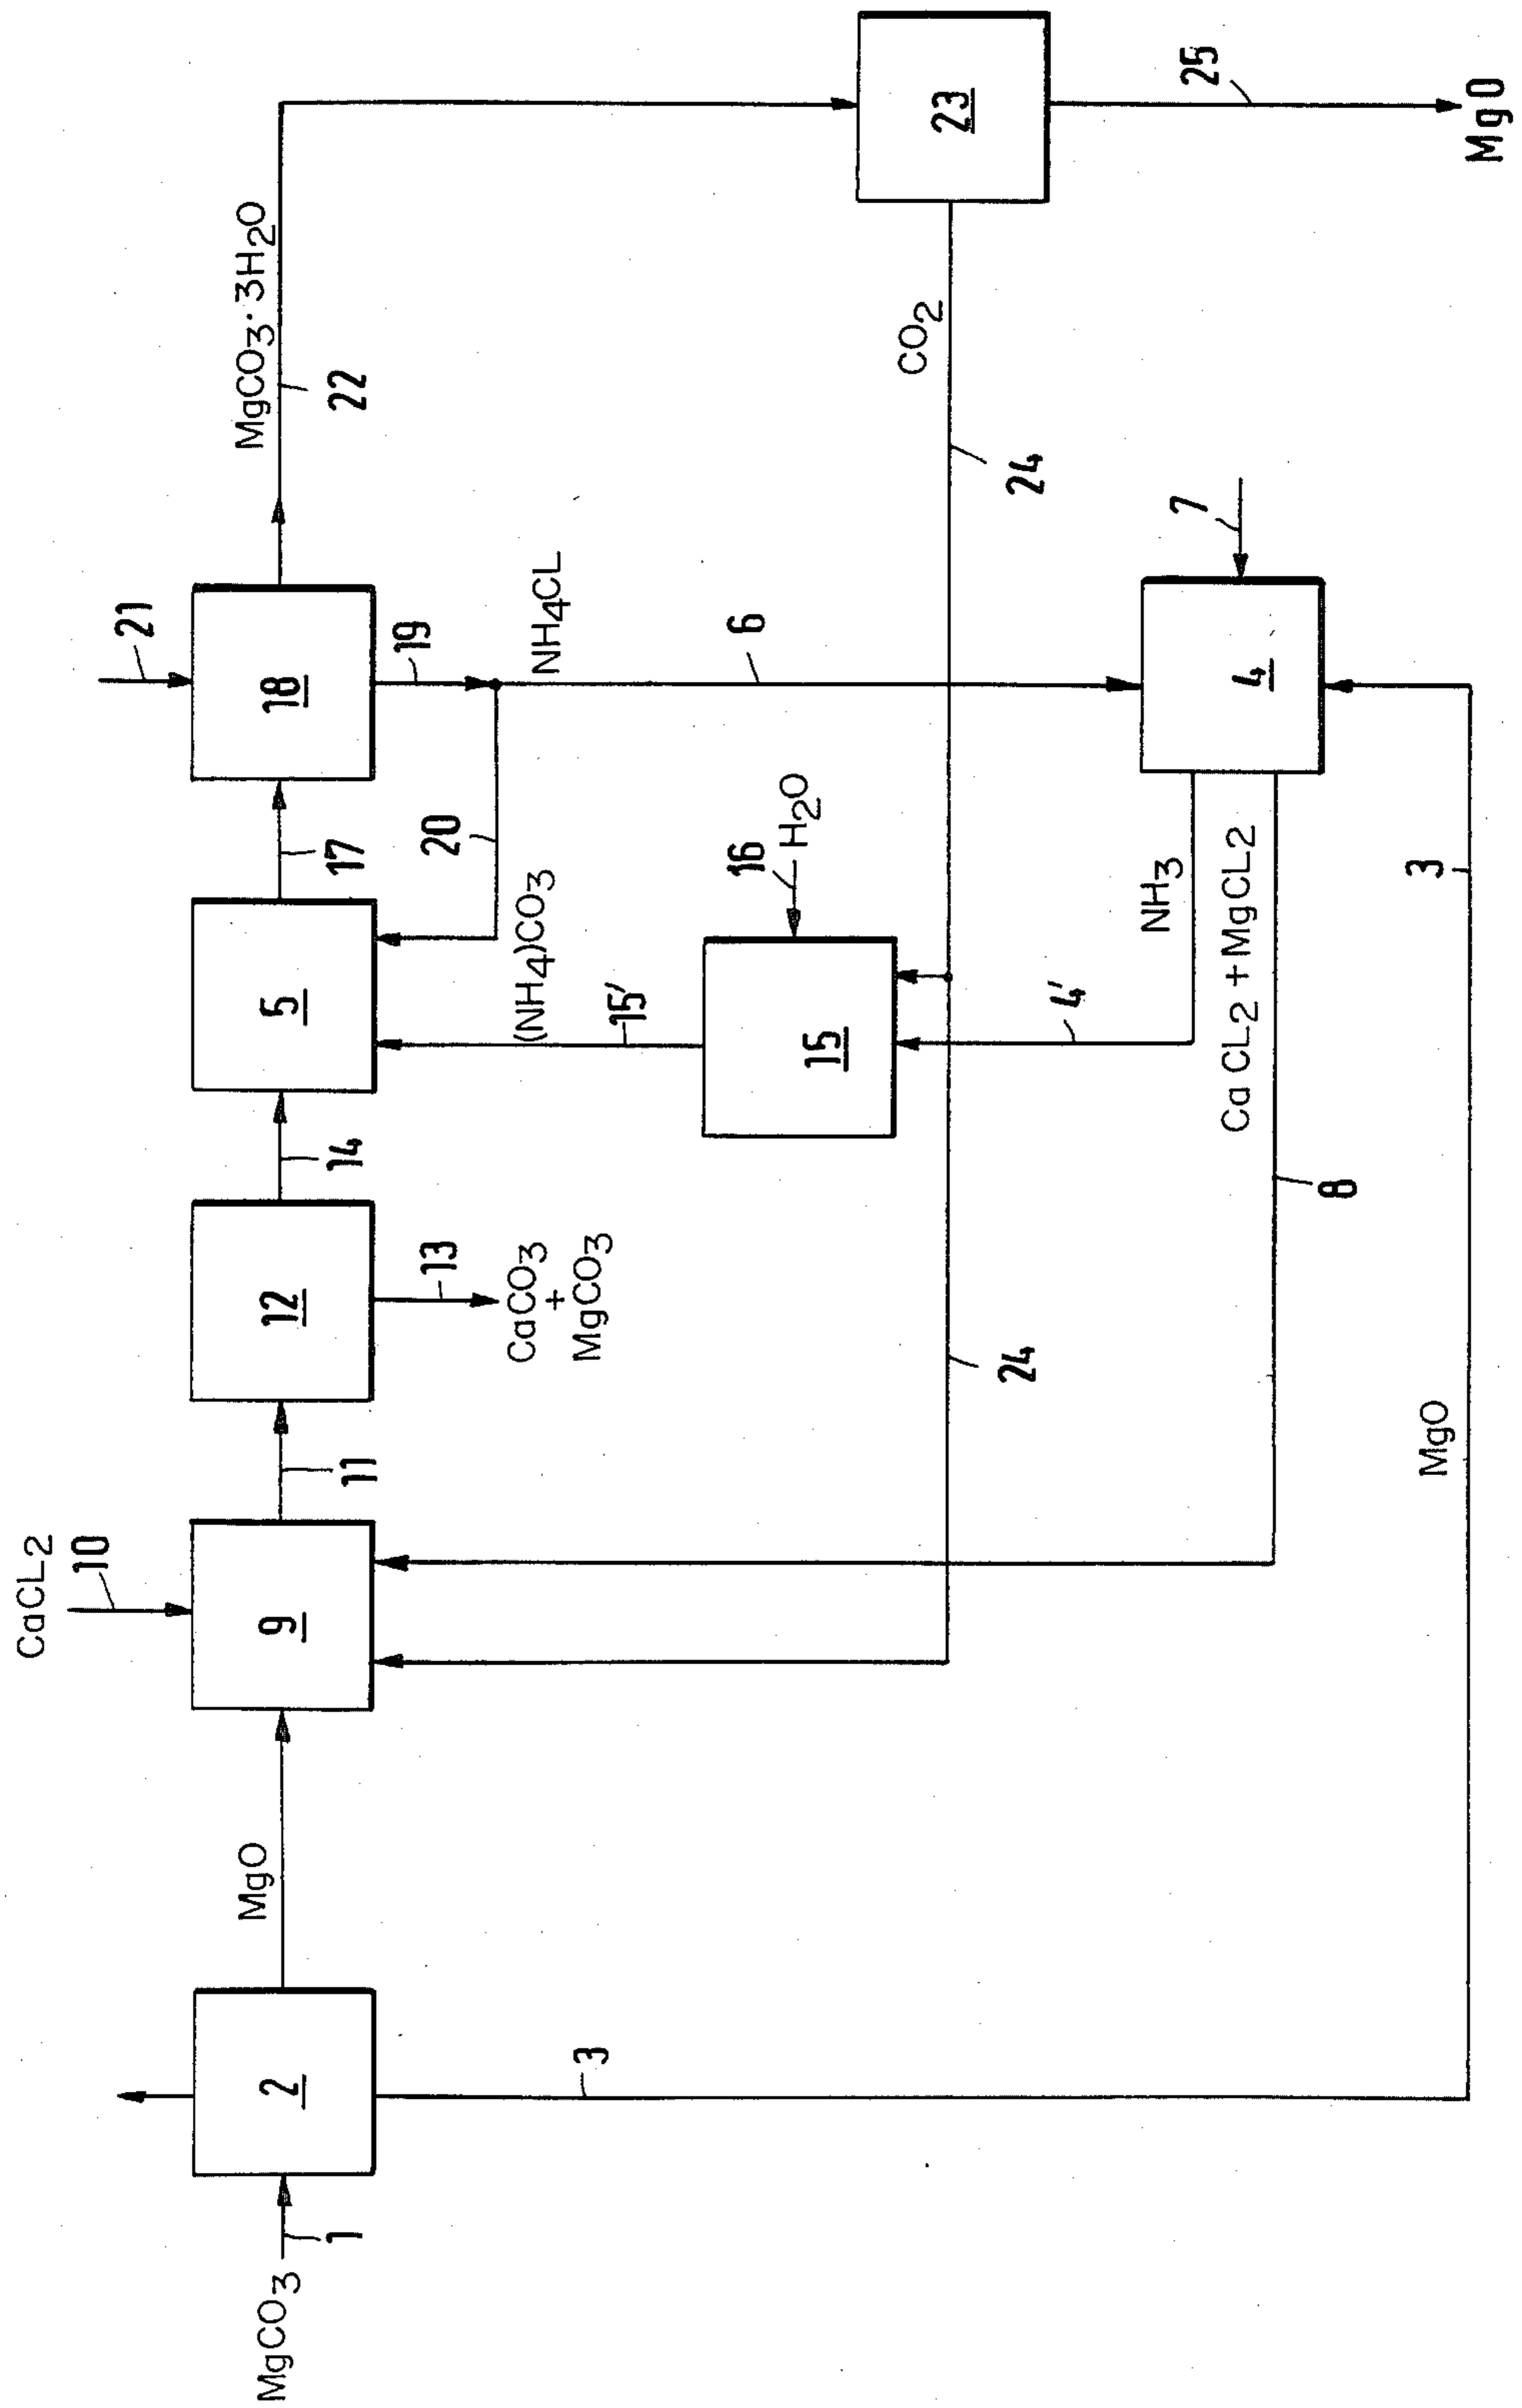 MgCO3
1
2
3
MgO
CaCL2
10
9
11
12
13
CaCO3
+
MgCO3
14
5
17
18
21
19
20
NH4CL
MgCO3·3H2O
22
(NH4)CO3
15'
15
16
H2O
6
CO2
24
24
23
25
MgO
4'
NH3
CaCL2+MgCL2
8
4
7
MgO
3